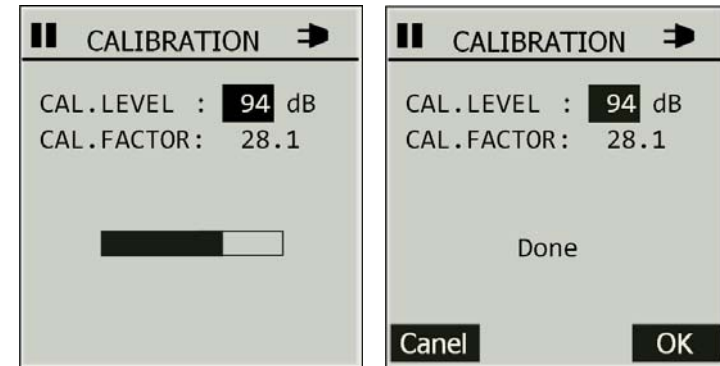 CALIBRATION
CAL.LEVEL : 94 dB
CAL.FACTOR: 28.1
CALIBRATION
CAL.LEVEL : 94 dB
CAL.FACTOR: 28.1
Done
Canel OK